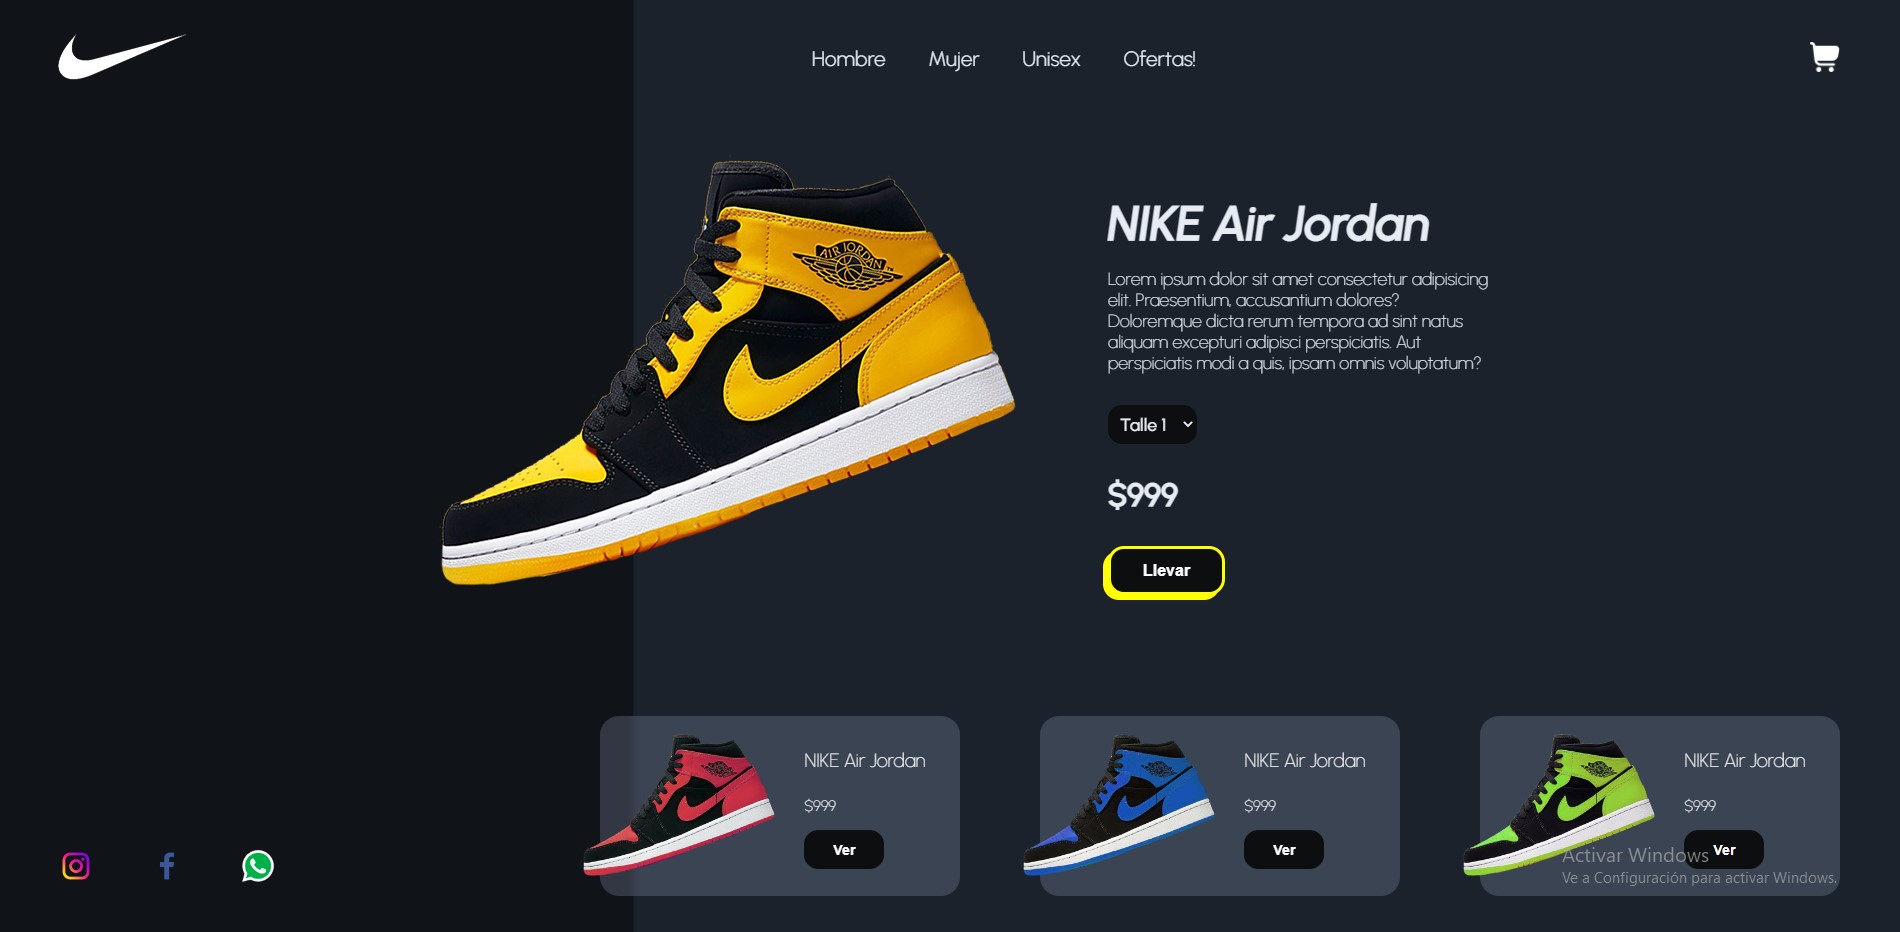 Hombre Mujer Unisex Ofertas!
AIR JORDAN
TM
NIKE Air Jordan
Lorem ipsum dolor sit amet consectetur adipisicing
elit. Praesentium, accusantium dolores?
Doloremque dicta rerum tempora ad sint natus
aliquam excepturi adipisci perspiciatis. Aut
perspiciatis modi a quis, ipsam omnis voluptatum?
Talle 1
$999
Llevar
NIKE Air Jordan
$999
Ver
NIKE Air Jordan
$999
Ver
NIKE Air Jordan
$999
Ver
Activar Windows
Ve a Configuración para activar Windows.